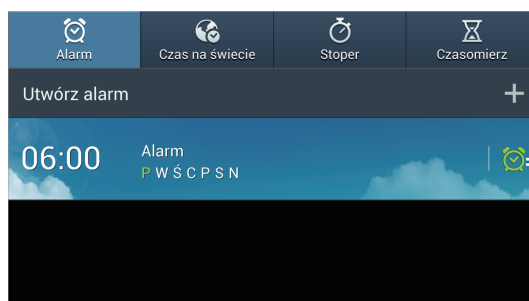 Alarm
Czas na świecie
Stoper
Czasomierz
Utwórz alarm
06:00
Alarm
P W Ś C P S N